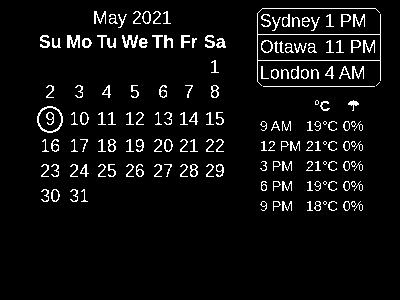 May 2021
Su Mo Tu We Th Fr Sa
1
2 3 4 5 6 7 8
9 10 11 12 13 14 15
16 17 18 19 20 21 22
23 24 25 26 27 28 29
30 31
Sydney 1 PM
Ottawa 11 PM
London 4 AM
°C ☂
9 AM 19°C 0%
12 PM 21°C 0%
3 PM 21°C 0%
6 PM 19°C 0%
9 PM 18°C 0%